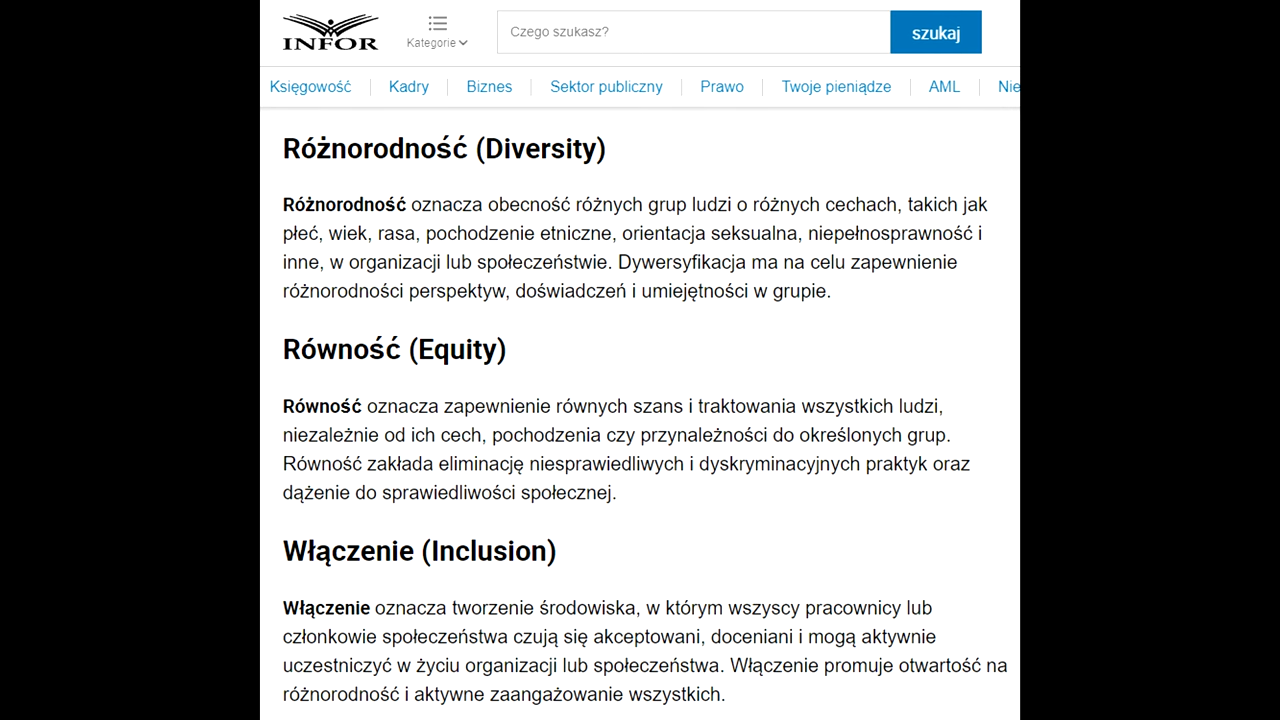 INFOR
Kategorie
Czego szukasz?
szukaj
Księgowość
Kadry
Biznes
Sektor publiczny
Prawo
Twoje pieniądze
AML
Nie
Różnorodność (Diversity)
Różnorodność oznacza obecność różnych grup ludzi o różnych cechach, takich jak
płeć, wiek, rasa, pochodzenie etniczne, orientacja seksualna, niepełnosprawność i
inne, w organizacji lub społeczeństwie. Dywersyfikacja ma na celu zapewnienie
różnorodności perspektyw, doświadczeń i umiejętności w grupie.
Równość (Equity)
Równość oznacza zapewnienie równych szans i traktowania wszystkich ludzi,
niezależnie od ich cech, pochodzenia czy przynależności do określonych grup.
Równość zakłada eliminację niesprawiedliwych i dyskryminacyjnych praktyk oraz
dążenie do sprawiedliwości społecznej.
Włączenie (Inclusion)
Włączenie oznacza tworzenie środowiska, w którym wszyscy pracownicy lub
członkowie społeczeństwa czują się akceptowani, doceniani i mogą aktywnie
uczestniczyć w życiu organizacji lub społeczeństwa. Włączenie promuje otwartość na
różnorodność i aktywne zaangażowanie wszystkich.